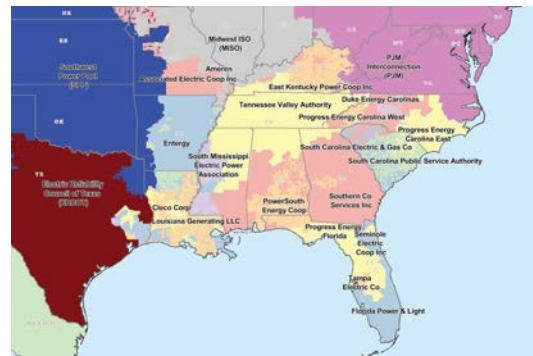 Midwest ISO
(MISO)
PJM
Interconnection
(PJM)
Southwest
Power Pool
(SPP)
Ameren
Associated Electric Coop Inc
East Kentucky Power Coop Inc
Duke Energy Carolinas
Tennessee Valley Authority
Progress Energy Carolina West
Progress Energy
Carolina East
Entergy
South Carolina Electric & Gas Co
South Mississippi
Electric Power
Association
South Carolina Public Service Authority
Electric Reliability
Council of Texas
(ERCOT)
Cleco Corp
Louisiana Generating LLC
PowerSouth
Energy Coop
Southern Co
Services Inc
Progress Energy
Florida
Seminole
Electric
Coop Inc
Tampa
Electric Co
Florida Power & Light